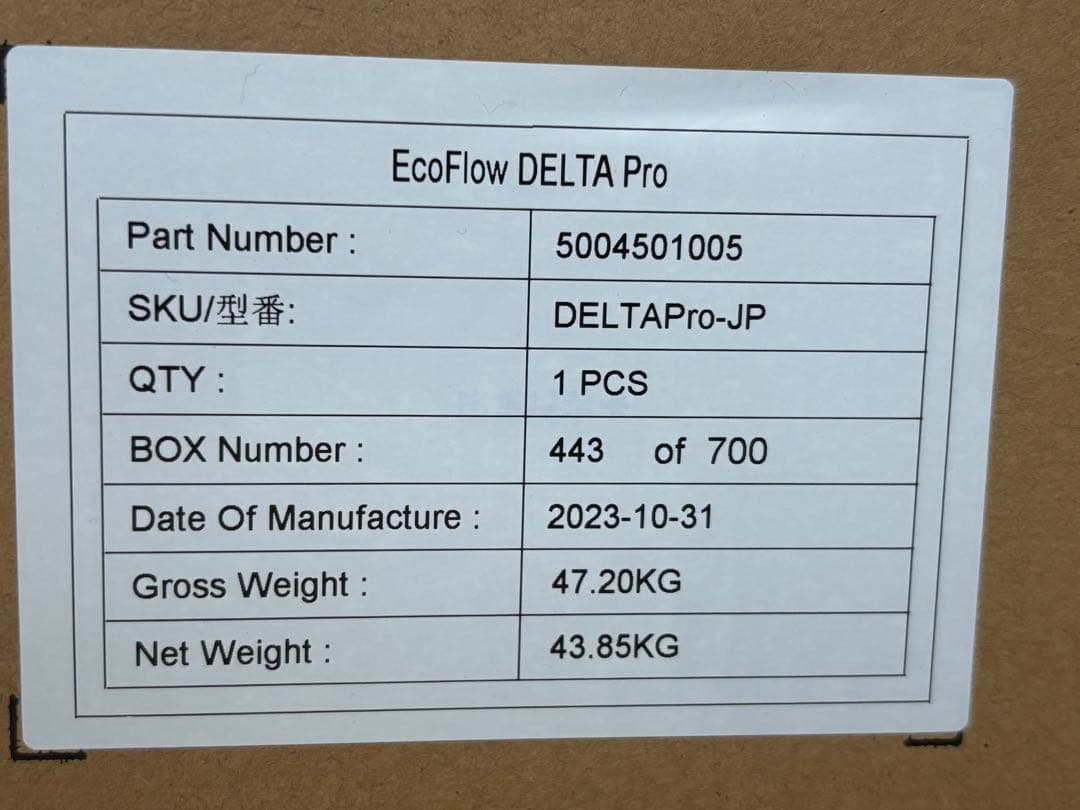 EcoFlow DELTA Pro
Part Number : 5004501005
SKU/型番: DELTAPro-JP
QTY : 1 PCS
BOX Number : 443 of 700
Date Of Manufacture : 2023-10-31
Gross Weight : 47.20KG
Net Weight : 43.85KG